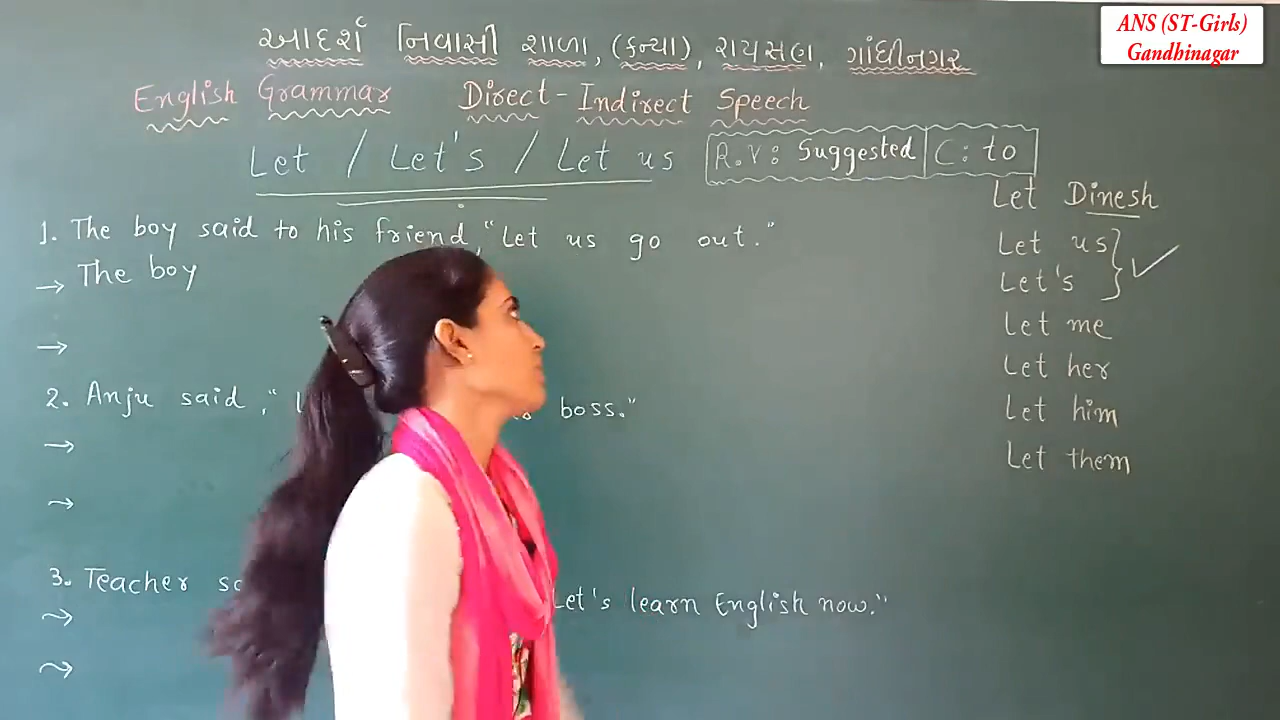 આદર્શ નિવાસી શાળા, (કન્યા), રાયસણ, ગાંધીનગર
ANS (ST-Girls)
Gandhinagar
English Grammar Direct-Indirect Speech
Let / Let's / Let us R.V: Suggested C: to
1. The boy said to his friend, "Let us go out."
→ The boy
→
2. Anju said, " boss."
→
→
3. Teacher Let's learn English now."
→
→
Let Dinesh
Let us
Let's
Let me
Let her
Let him
Let them